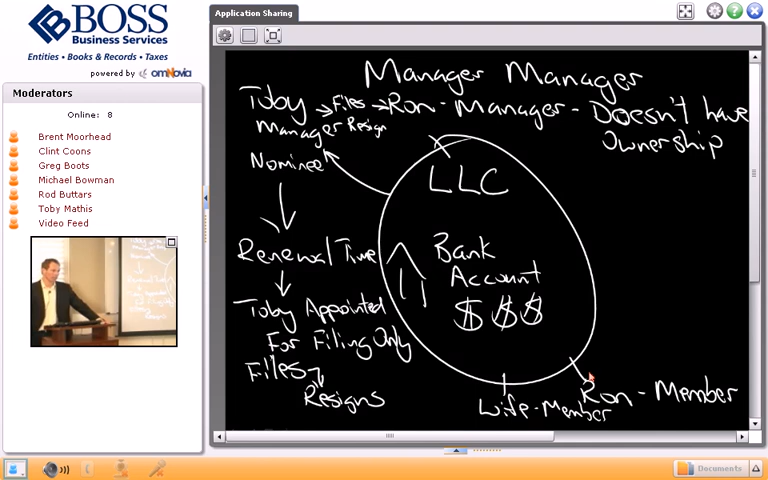 BOSS
Business Services
Entities • Books & Records • Taxes
powered by omNovia
Moderators
Online: 8
Brent Moorhead
Clint Coons
Greg Boots
Michael Bowman
Rod Buttars
Toby Mathis
Video Feed
Application Sharing
Manager Manager
Toby → Files → Ron - Manager - Doesn't have
Manager Resign
Ownership
Nominee
LLC
Renewal Time
Bank
Account
$ $ $
Toby Appointed
For Filing Only
Files
Resigns
Ron - Member
Wife - Member
Documents